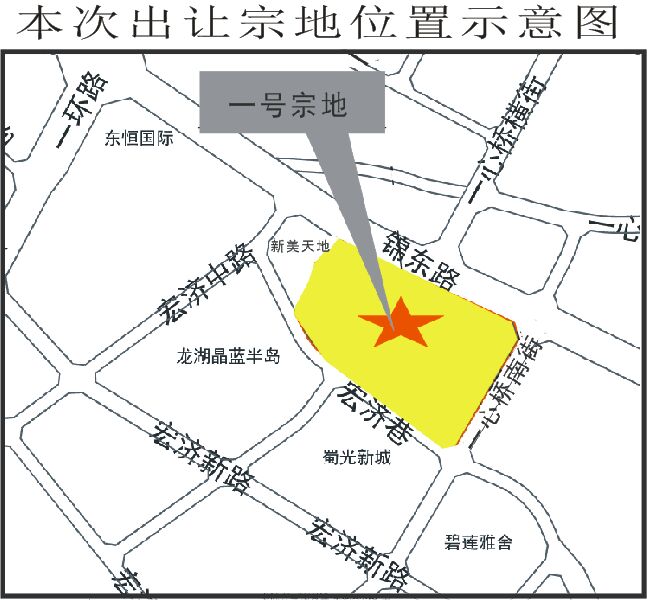 本次出让宗地位置示意图
一环路
一号宗地
东恒国际
一心桥横街
新美天地
锦东路
一心
宏济中路
龙湖晶蓝半岛
一心桥南街
宏济巷
蜀光新城
宏济新路
宏济新路
碧莲雅舍